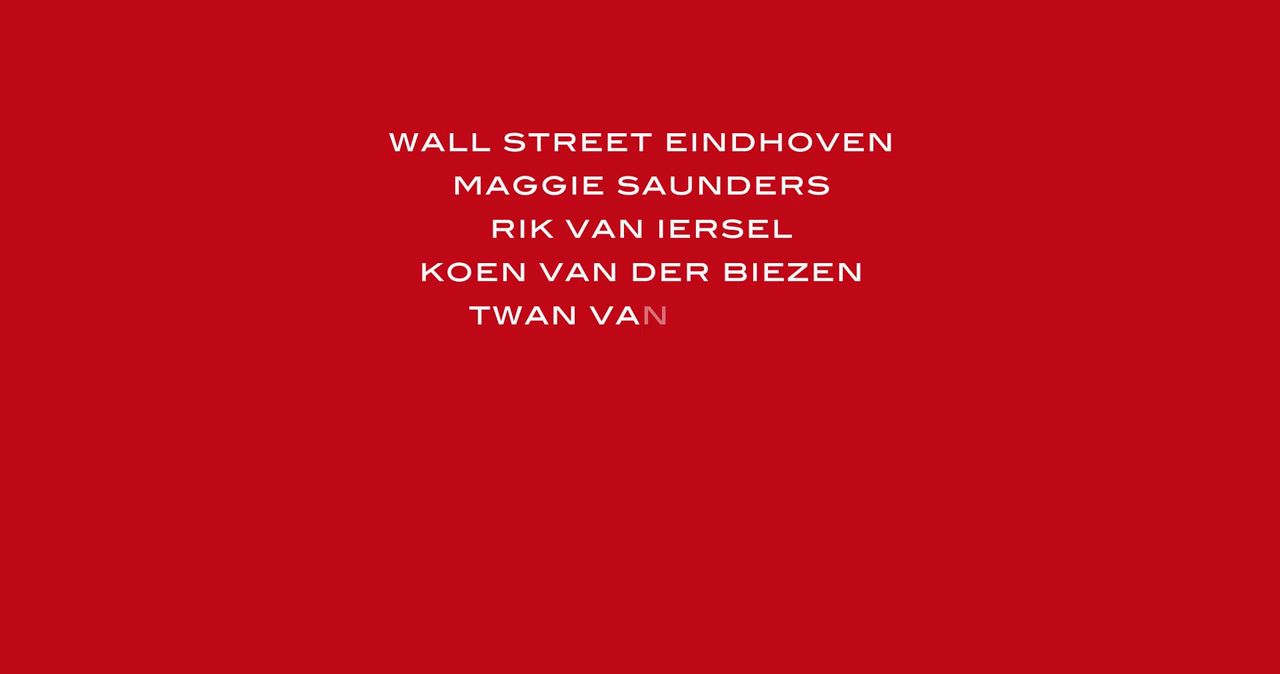 WALL STREET EINDHOVEN
MAGGIE SAUNDERS
RIK VAN IERSEL
KOEN VAN DER BIEZEN
TWAN VAN